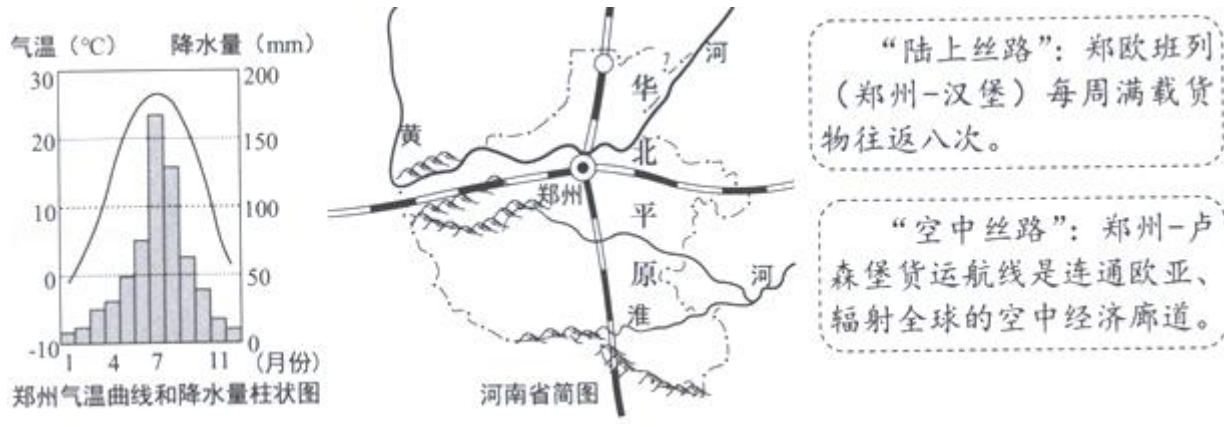 气温（℃） 降水量（mm）
30 200
20 150
10 100
0 50
-10 0
1 4 7 11 （月份）
郑州气温曲线和降水量柱状图
河
华
黄
北
郑州
平
原
河
淮
河南省简图
“陆上丝路”：郑欧班列
（郑州-汉堡）每周满载货
物往返八次。
“空中丝路”：郑州-卢
森堡货运航线是连通欧亚、
辐射全球的空中经济廊道。